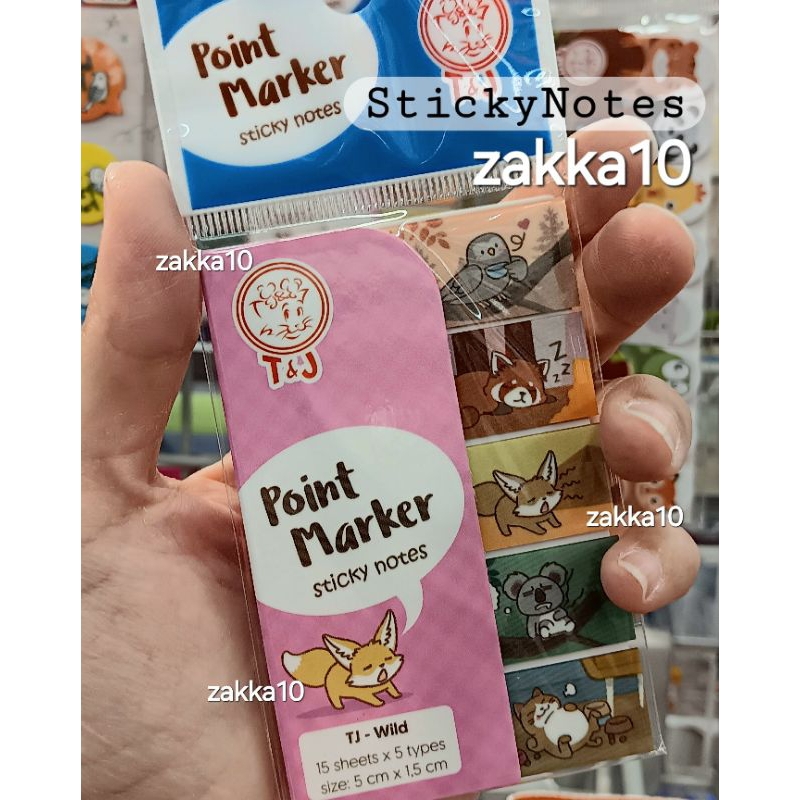 Point
Marker
sticky notes
T&J
StickyNotes
zakka10
zakka10
T&J
Point
Marker
sticky notes
zakka10
zakka10
TJ - Wild
15 sheets x 5 types
size: 5 cm x 1,5 cm
z z z